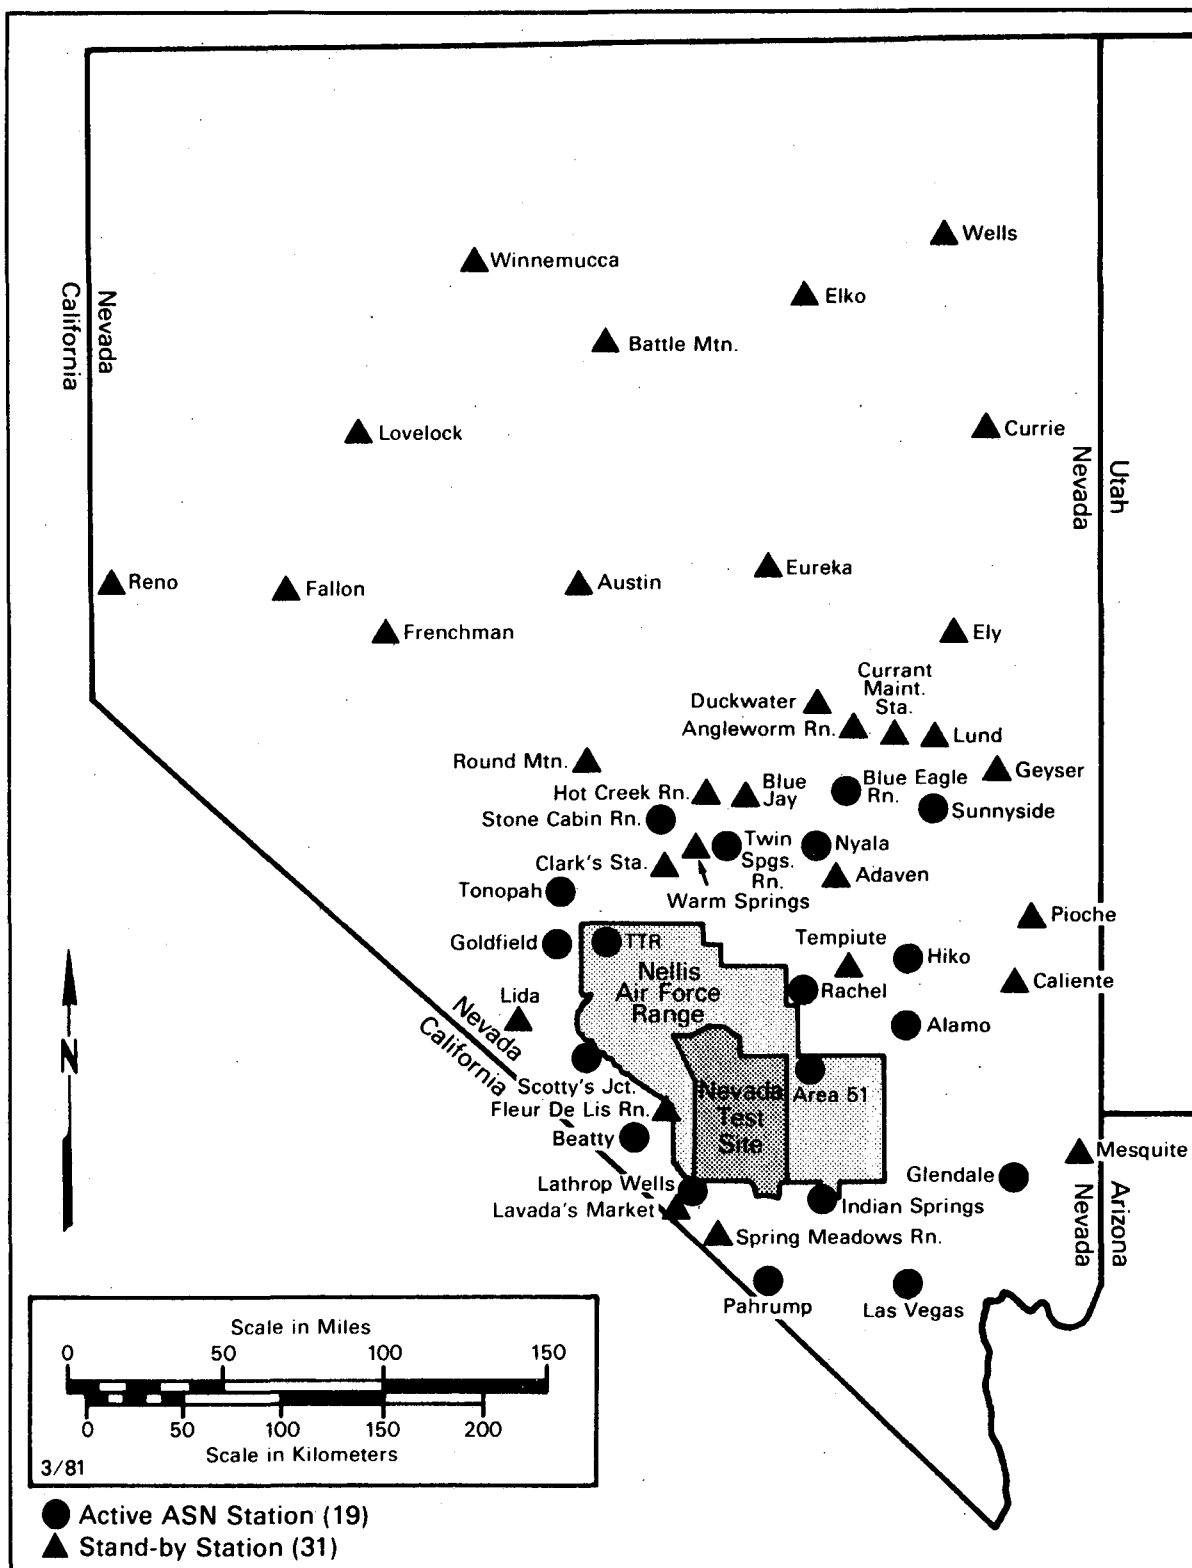 Wells
Winnemucca
Elko
Battle Mtn.
Nevada
California
Lovelock
Currie
Nevada
Utah
Reno
Fallon
Austin
Eureka
Frenchman
Ely
Currant
Maint.
Sta.
Duckwater
Angleworm Rn.
Lund
Round Mtn.
Geyser
Hot Creek Rn.
Blue
Jay
Blue Eagle
Rn.
Stone Cabin Rn.
Sunnyside
Twin
Spgs.
Rn.
Nyala
Clark's Sta.
Adaven
Warm Springs
Tonopah
Pioche
Goldfield
TTR
Tempiute
Hiko
Nellis
Air Force
Range
Rachel
Caliente
Lida
Nevada
California
Alamo
N
Scotty's Jct.
Nevada
Test
Site
Area 51
Fleur De Lis Rn.
Beatty
Mesquite
Lathrop Wells
Glendale
Lavada's Market
Indian Springs
Nevada
Arizona
Spring Meadows Rn.
Pahrump
Las Vegas
Scale in Miles
0 50 100 150
0 50 100 150 200
Scale in Kilometers
3/81
Active ASN Station (19)
Stand-by Station (31)